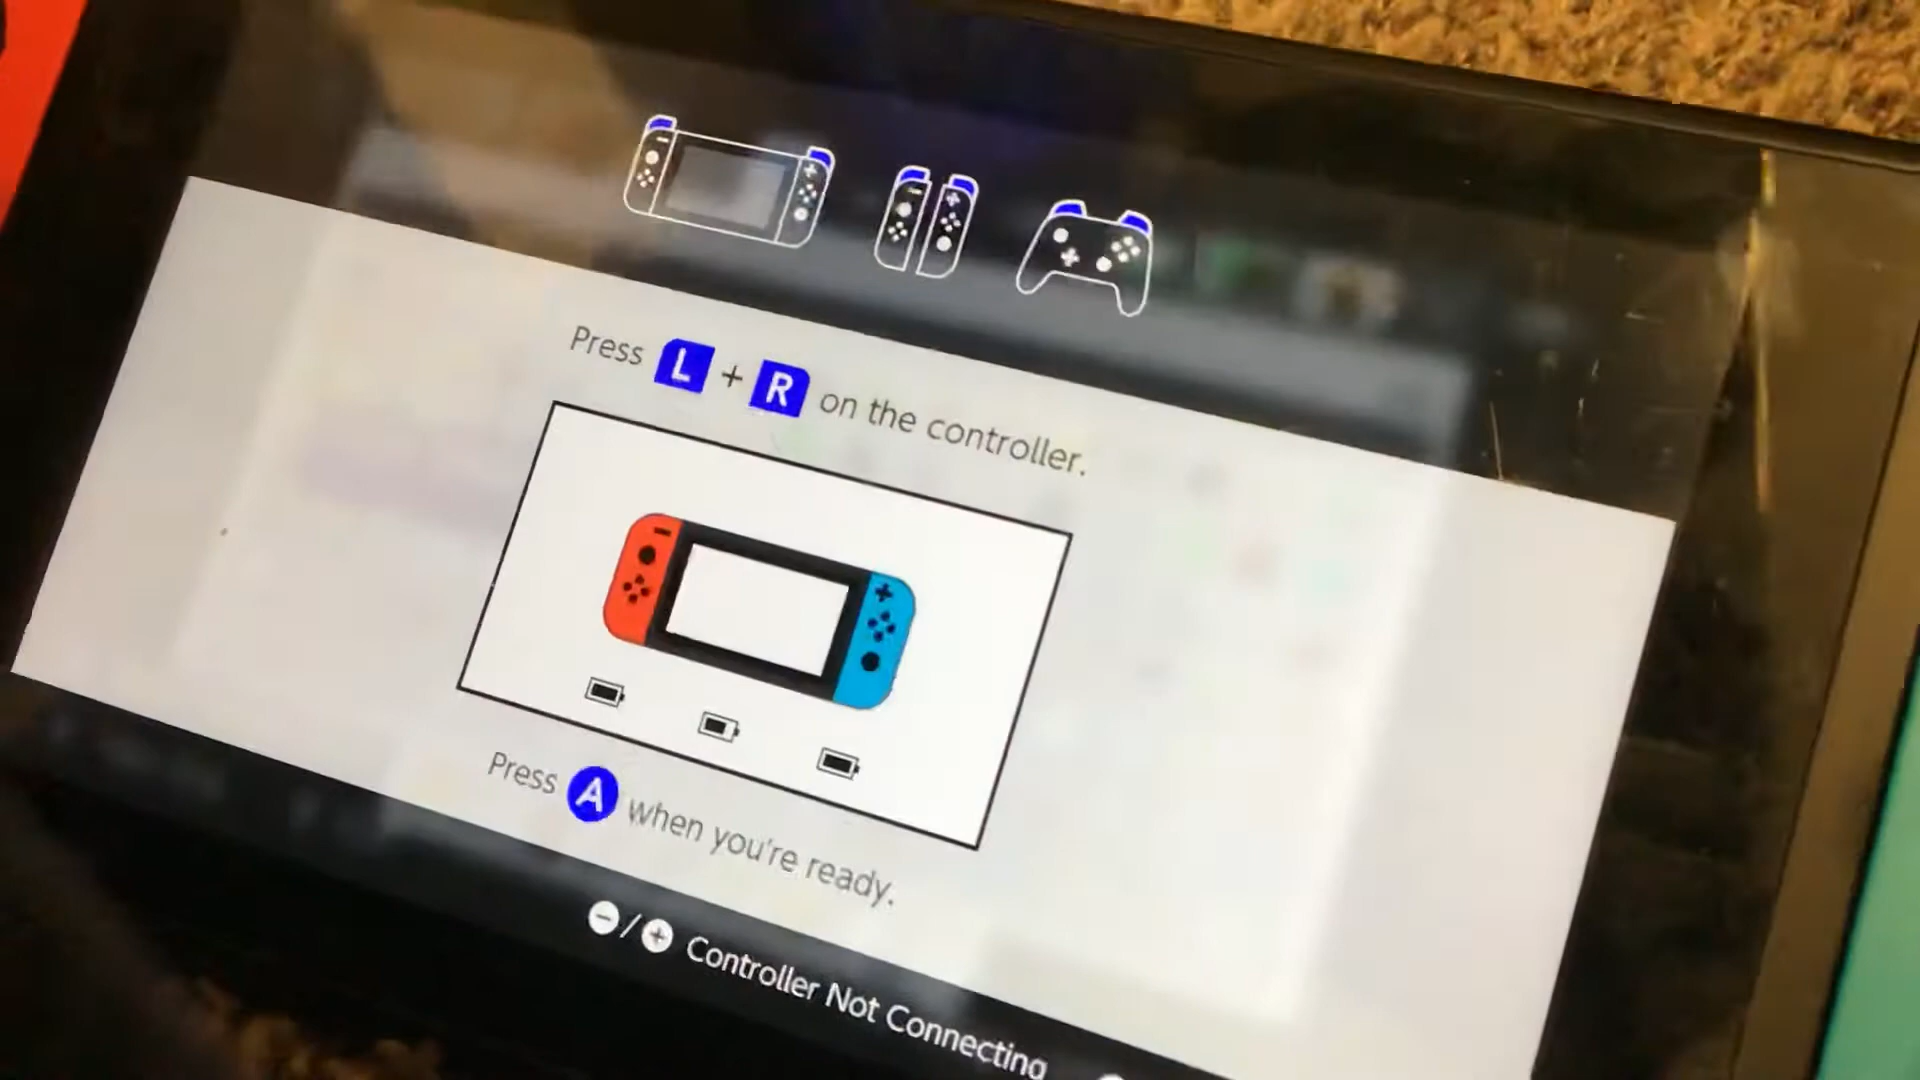 Press L + R on the controller.
Press A when you're ready.
−/+ Controller Not Connecting